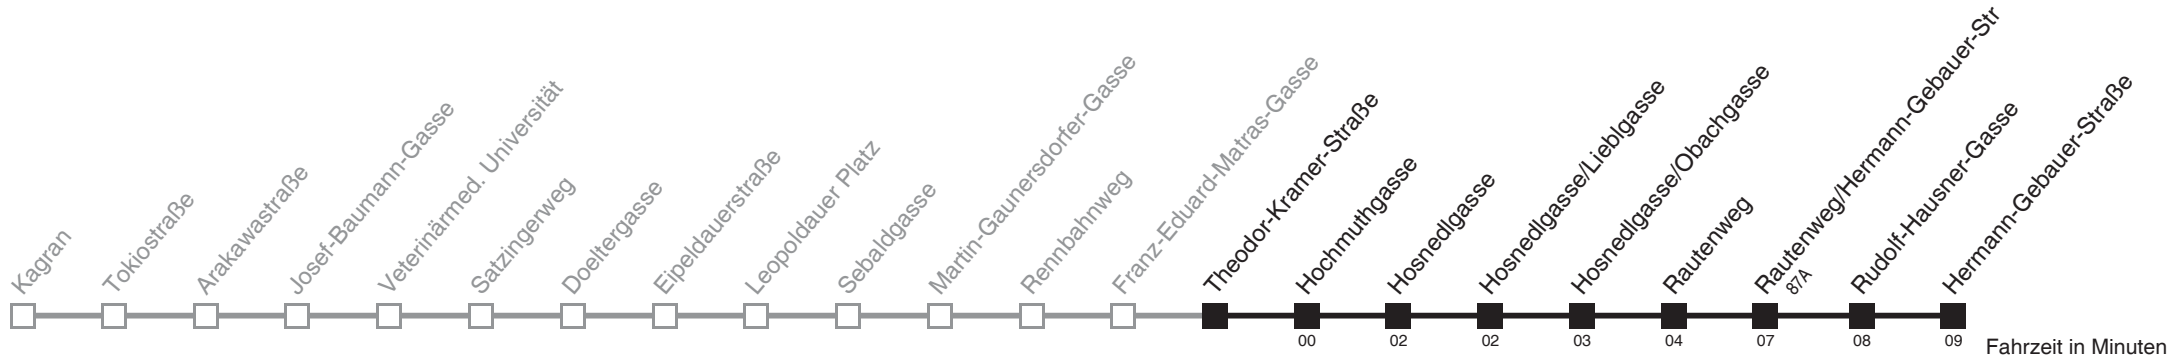 Kagran
Tokiostraße
Arakawastraße
Josef-Baumann-Gasse
Veterinärmed. Universität
Satzingerweg
Doeltergasse
Eipeldauerstraße
Leopoldauer Platz
Sebaldgasse
Martin-Gaunersdorfer-Gasse
Rennbahnweg
Franz-Eduard-Matras-Gasse
Theodor-Kramer-Straße
Hochmuthgasse
Hosnedlgasse
Hosnedlgasse/Lieblgasse
Hosnedlgasse/Obachgasse
Rautenweg
Rautenweg/Hermann-Gebauer-Str
87A
Rudolf-Hausner-Gasse
Hermann-Gebauer-Straße
00 02 02 03 04 07 08 09
Fahrzeit in Minuten